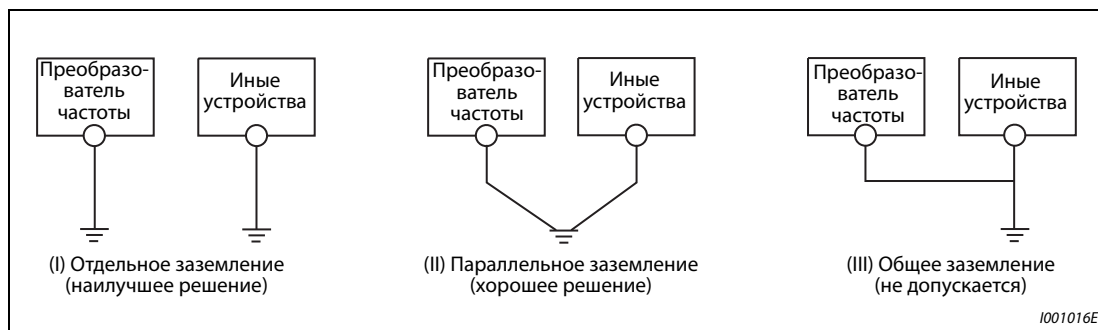 Преобразо-
ватель
частоты
Иные
устройства
(I) Отдельное заземление
(наилучшее решение)
Преобразо-
ватель
частоты
Иные
устройства
(II) Параллельное заземление
(хорошее решение)
Преобразо-
ватель
частоты
Иные
устройства
(III) Общее заземление
(не допускается)
I001016E